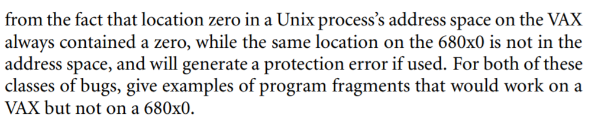 from the fact that location zero in a Unix process’s address space on the VAX
always contained a zero, while the same location on the 680x0 is not in the
address space, and will generate a protection error if used. For both of these
classes of bugs, give examples of program fragments that would work on a
VAX but not on a 680x0.